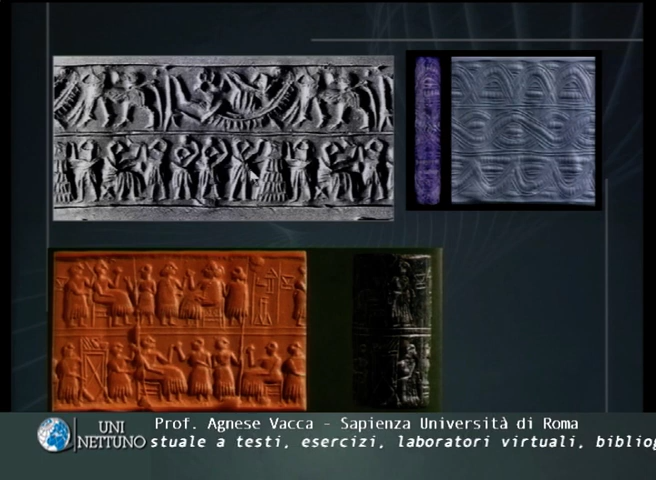 UNI
NETTUNO
Prof. Agnese Vacca - Sapienza Università di Roma
stuale a testi, esercizi, laboratori virtuali, bibliog